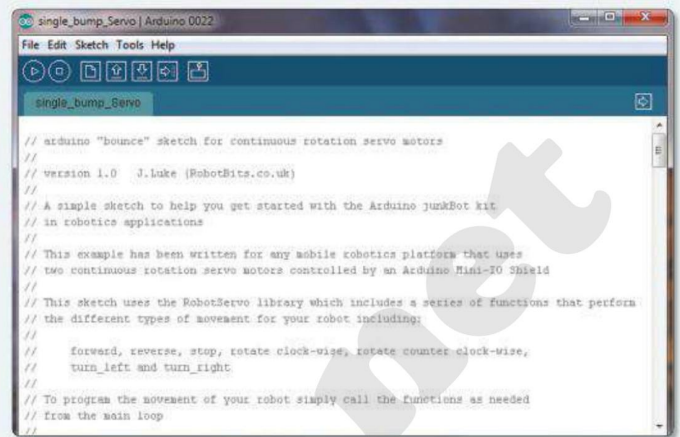 single_bump_Servo | Arduino 0022
File Edit Sketch Tools Help
single_bump_Servo
// arduino "bounce" sketch for continuous rotation servo motors
//
// version 1.0 J.Luke (RobotBits.co.uk)
//
// A simple sketch to help you get started with the Arduino junkBot kit
// in robotics applications
//
// This example has been written for any mobile robotics platform that uses
// two continuous rotation servo motors controlled by an Arduino Mini-IO Shield
//
// This sketch uses the RobotServo library which includes a series of functions that perform
// the different types of movement for your robot including:
//
// forward, reverse, stop, rotate clock-wise, rotate counter clock-wise,
// turn_left and turn_right
//
// To program the movement of your robot simply call the functions as needed
// from the main loop
//